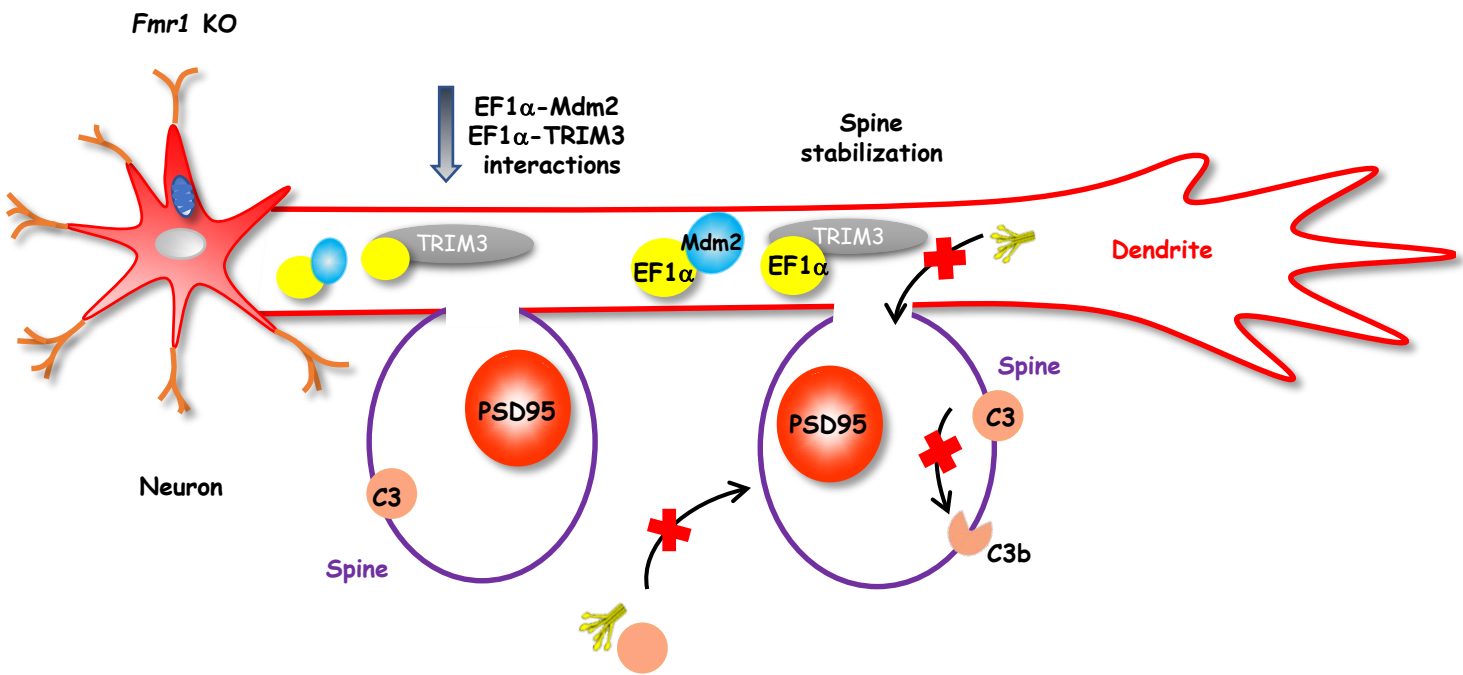 Fmr1 KO
EF1α-Mdm2
EF1α-TRIM3
interactions
Spine
stabilization
TRIM3
Mdm2
EF1α
TRIM3
EF1α
Dendrite
PSD95
C3
Spine
Neuron
PSD95
Spine
C3
C3b